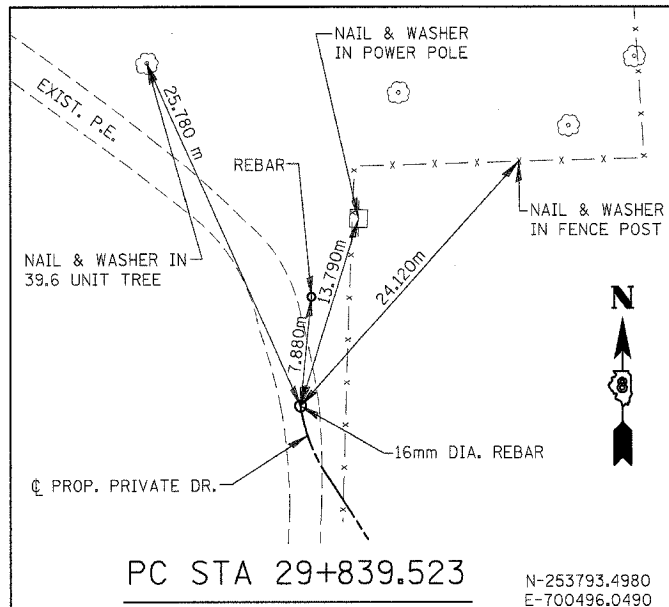 NAIL & WASHER
IN POWER POLE
25.780 m
EXIST. P.E.
REBAR
NAIL & WASHER
IN FENCE POST
NAIL & WASHER IN
39.6 UNIT TREE
13.790m
24.120m
7.880m
N
8
16mm DIA. REBAR
℄ PROP. PRIVATE DR.
PC STA 29+839.523
N-253793.4980
E-700496.0490